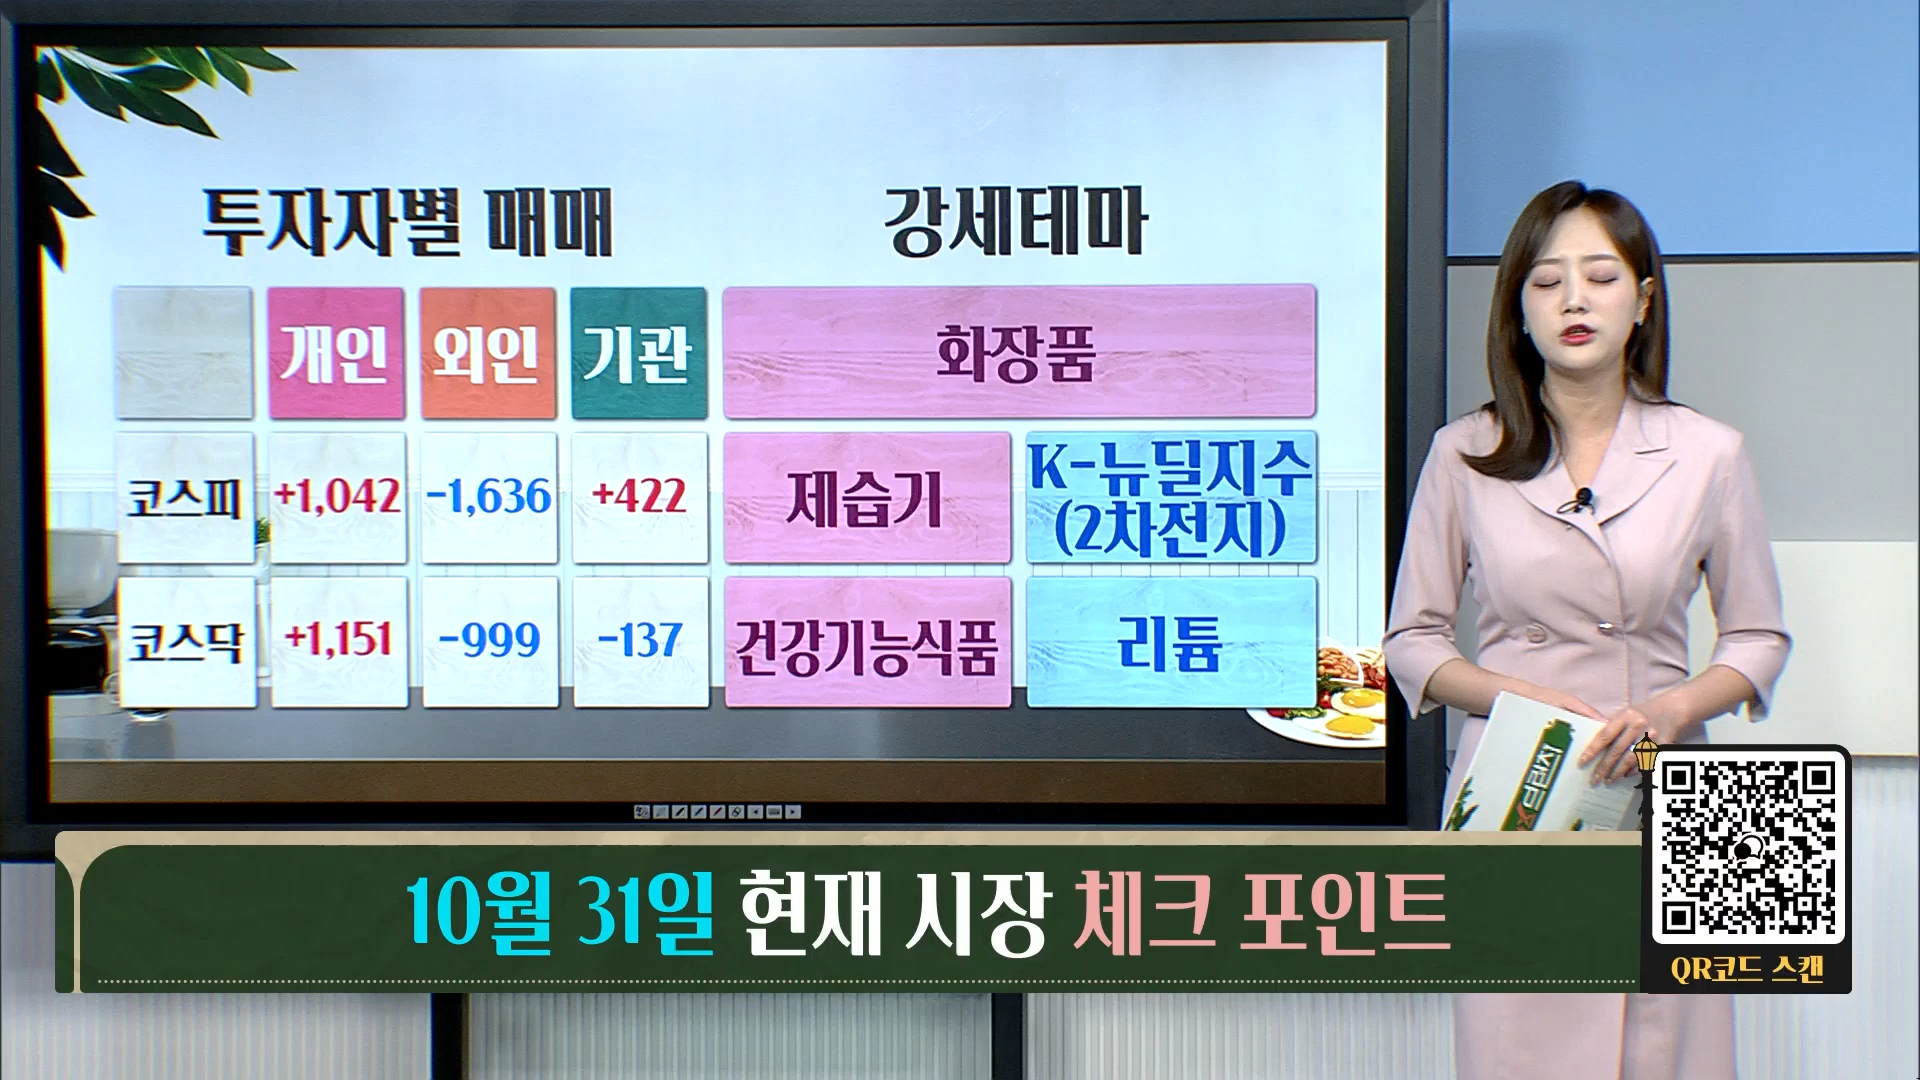 투자자별 매매
강세테마
개인 외인 기관
화장품
코스피 +1,042 -1,636 +422
제습기
K-뉴딜지수
(2차전지)
코스닥 +1,151 -999 -137
건강기능식품
리튬
10월 31일 현재 시장 체크 포인트
QR코드 스캔